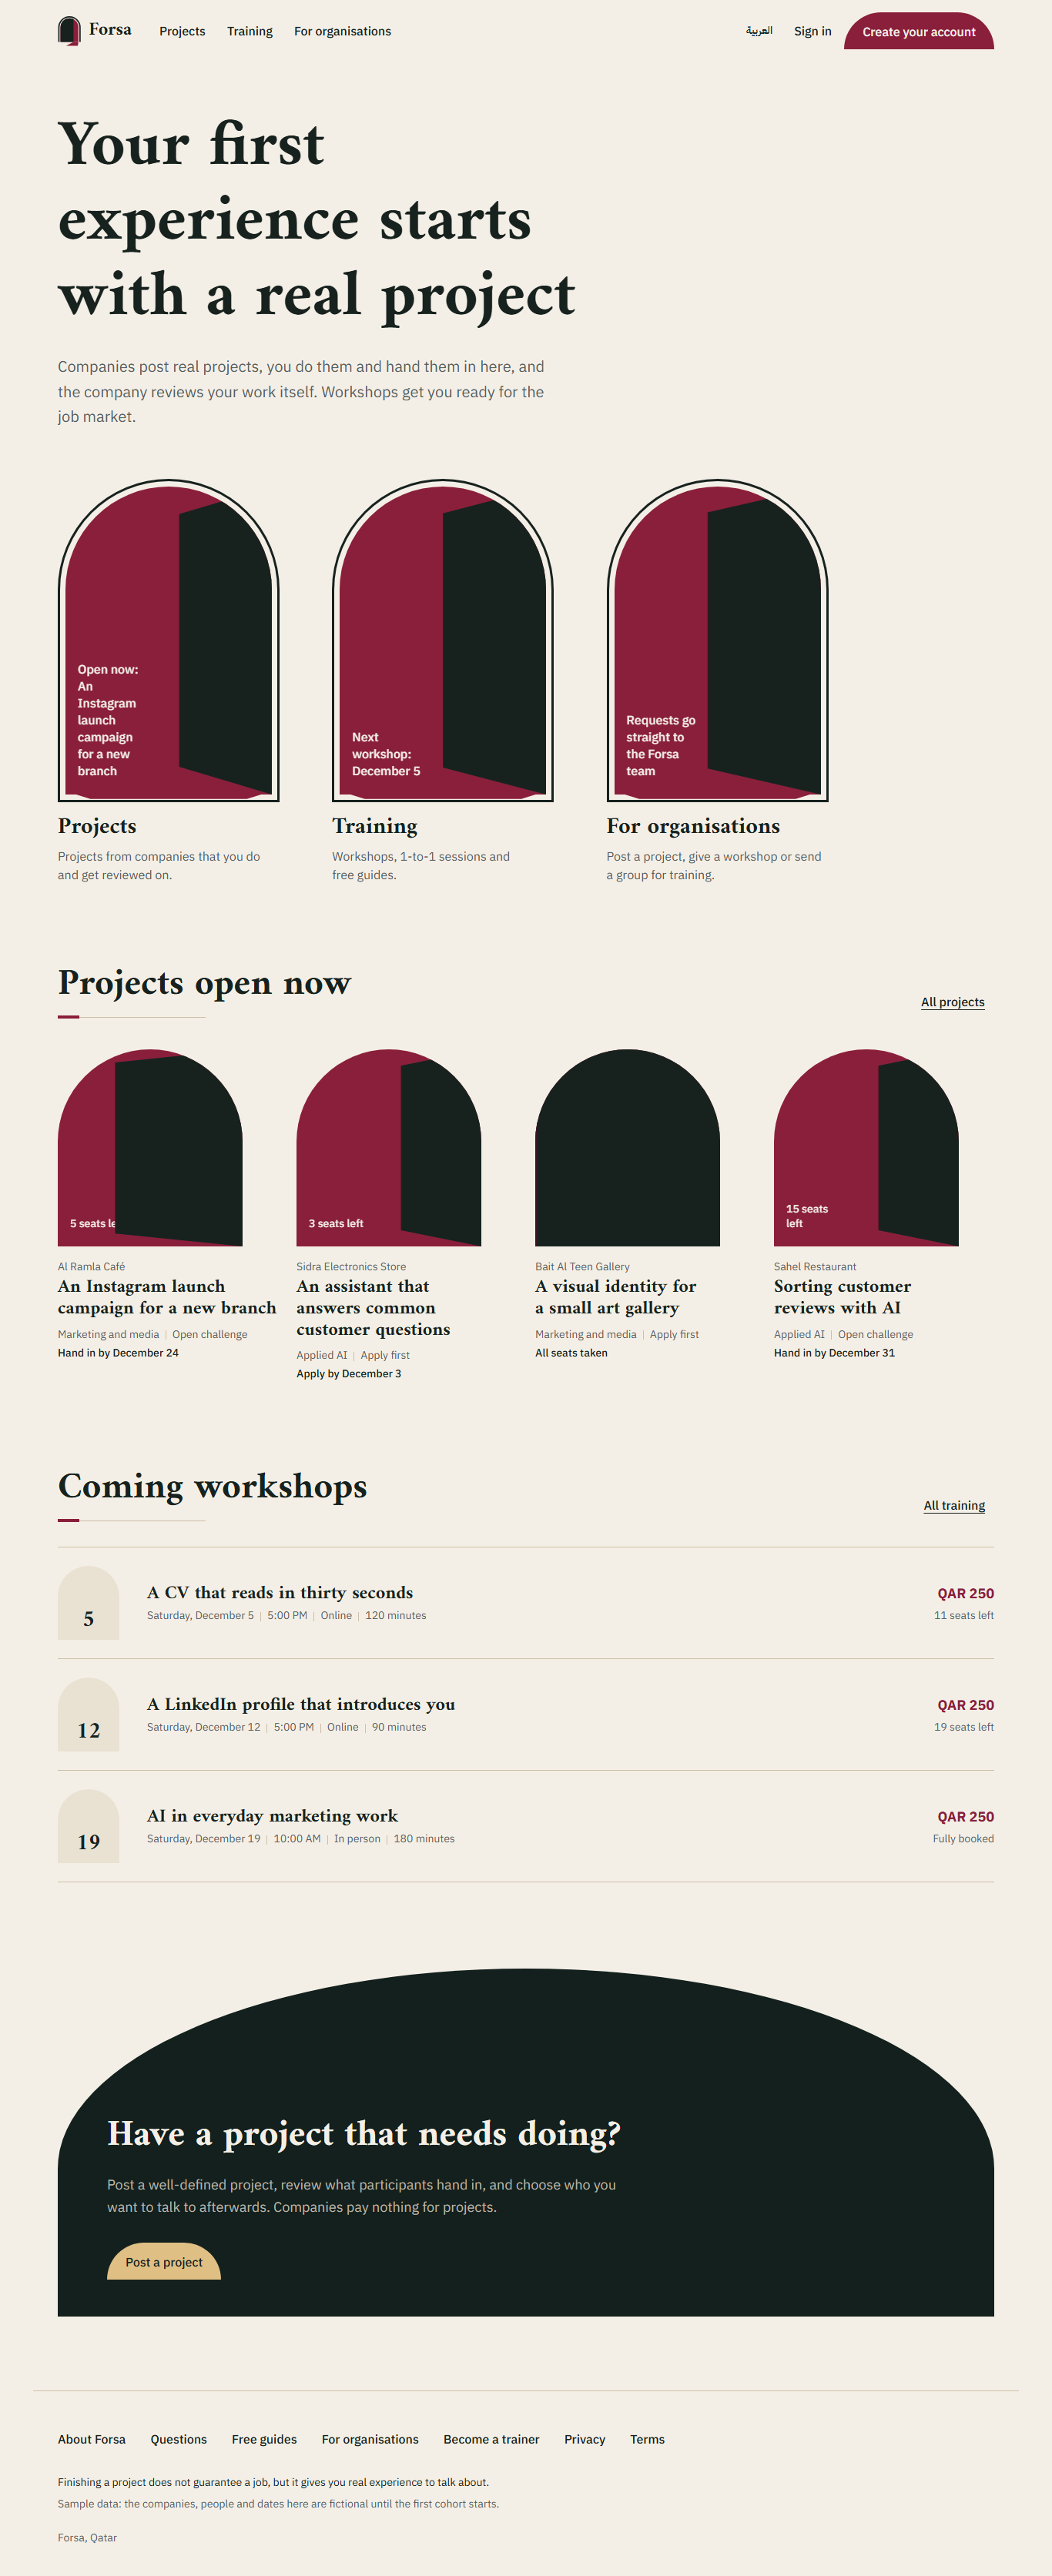 Forsa
Projects
Training
For organisations
العربية
Sign in
Create your account
Your first
experience starts
with a real project
Companies post real projects, you do them and hand them in here, and
the company reviews your work itself. Workshops get you ready for the
job market.
Open now:
An
Instagram
launch
campaign
for a new
branch
Projects
Projects from companies that you do
and get reviewed on.
Next
workshop:
December 5
Training
Workshops, 1-to-1 sessions and
free guides.
Requests go
straight to
the Forsa
team
For organisations
Post a project, give a workshop or send
a group for training.
Projects open now
All projects
5 seats le
Al Ramla Café
An Instagram launch
campaign for a new branch
Marketing and media | Open challenge
Hand in by December 24
3 seats left
Sidra Electronics Store
An assistant that
answers common
customer questions
Applied AI | Apply first
Apply by December 3
Bait Al Teen Gallery
A visual identity for
a small art gallery
Marketing and media | Apply first
All seats taken
15 seats
left
Sahel Restaurant
Sorting customer
reviews with AI
Applied AI | Open challenge
Hand in by December 31
Coming workshops
All training
5
A CV that reads in thirty seconds
Saturday, December 5 | 5:00 PM | Online | 120 minutes
QAR 250
11 seats left
12
A LinkedIn profile that introduces you
Saturday, December 12 | 5:00 PM | Online | 90 minutes
QAR 250
19 seats left
19
AI in everyday marketing work
Saturday, December 19 | 10:00 AM | In person | 180 minutes
QAR 250
Fully booked
Have a project that needs doing?
Post a well-defined project, review what participants hand in, and choose who you
want to talk to afterwards. Companies pay nothing for projects.
Post a project
About Forsa
Questions
Free guides
For organisations
Become a trainer
Privacy
Terms
Finishing a project does not guarantee a job, but it gives you real experience to talk about.
Sample data: the companies, people and dates here are fictional until the first cohort starts.
Forsa, Qatar